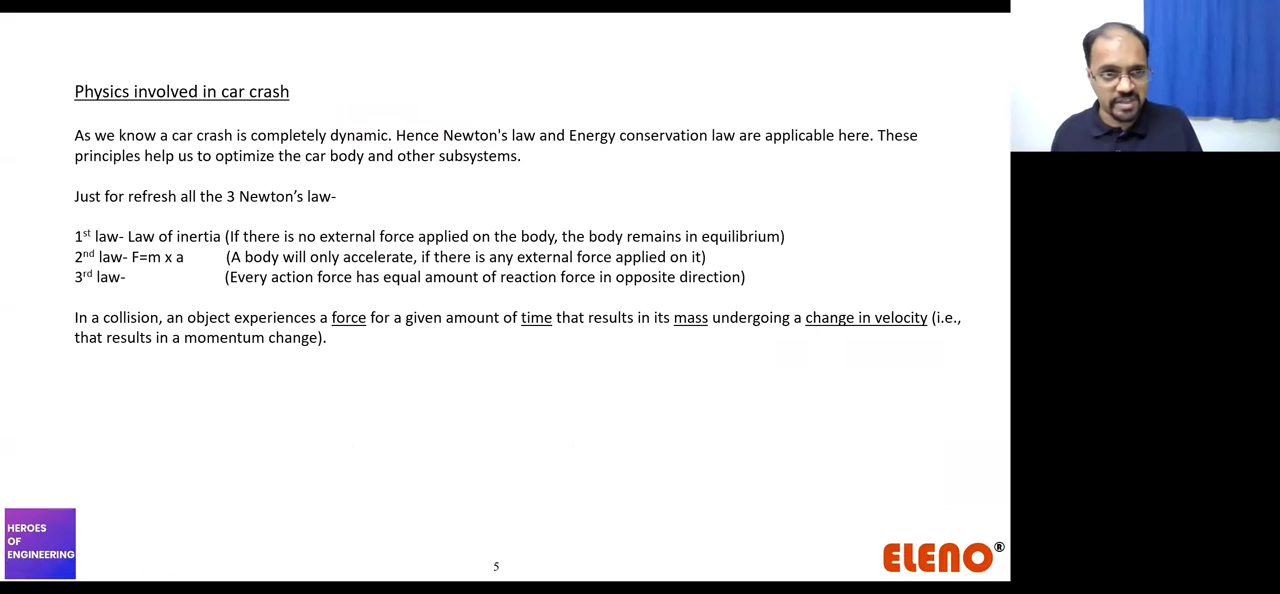 Physics involved in car crash
As we know a car crash is completely dynamic. Hence Newton's law and Energy conservation law are applicable here. These
principles help us to optimize the car body and other subsystems.
Just for refresh all the 3 Newton’s law-
1st law- Law of inertia (If there is no external force applied on the body, the body remains in equilibrium)
2nd law- F=m x a (A body will only accelerate, if there is any external force applied on it)
3rd law- (Every action force has equal amount of reaction force in opposite direction)
In a collision, an object experiences a force for a given amount of time that results in its mass undergoing a change in velocity (i.e.,
that results in a momentum change).
HEROES
OF
ENGINEERING
5
ELENO®